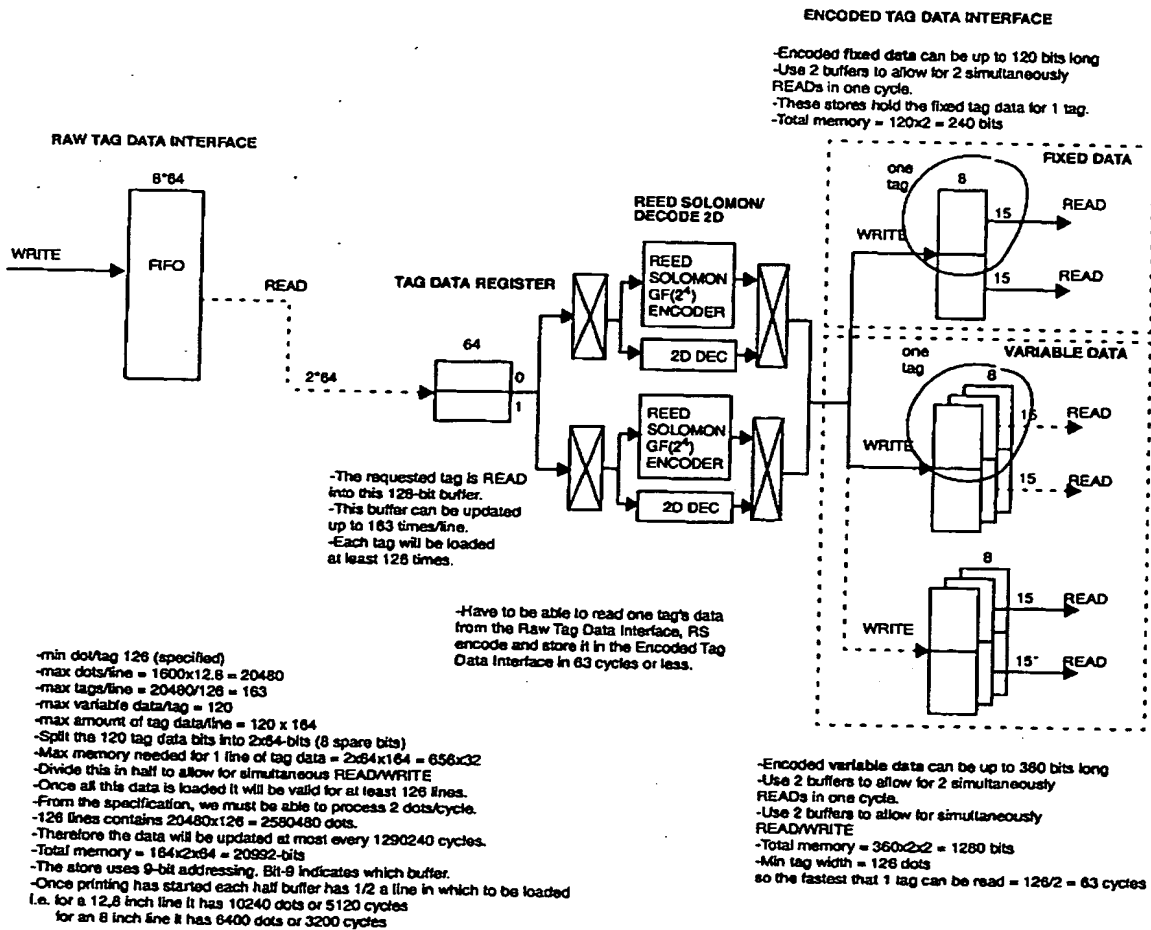 ENCODED TAG DATA INTERFACE
-Encoded fixed data can be up to 120 bits long
-Use 2 buffers to allow for 2 simultaneously
READs in one cycle.
-These stores hold the fixed tag data for 1 tag.
-Total memory = 120x2 = 240 bits
RAW TAG DATA INTERFACE
8*64
WRITE
FIFO
READ
2*64
TAG DATA REGISTER
64
0
1
-The requested tag is READ
into this 128-bit buffer.
-This buffer can be updated
up to 163 times/line.
-Each tag will be loaded
at least 126 times.
REED SOLOMON/
DECODE 2D
REED
SOLOMON
GF(2^4)
ENCODER
2D DEC
REED
SOLOMON
GF(2^4)
ENCODER
2D DEC
FIXED DATA
one
tag
8
WRITE
15
READ
15
READ
VARIABLE DATA
one
tag
8
WRITE
15
READ
15
READ
8
WRITE
15
READ
15"
READ
-Have to be able to read one tag's data
from the Raw Tag Data Interface, RS
encode and store it in the Encoded Tag
Data Interface in 63 cycles or less.
-min dot/tag 126 (specified)
-max dots/line = 1600x12.8 = 20480
-max tags/line = 20480/126 = 163
-max variable data/tag = 120
-max amount of tag data/line = 120 x 164
-Split the 120 tag data bits into 2x64-bits (8 spare bits)
-Max memory needed for 1 line of tag data = 2x64x164 = 656x32
-Divide this in half to allow for simultaneous READ/WRITE
-Once all this data is loaded it will be valid for at least 126 lines.
-From the specification, we must be able to process 2 dots/cycle.
-126 lines contains 20480x126 = 2580480 dots.
-Therefore the data will be updated at most every 1290240 cycles.
-Total memory = 164x2x64 = 20992-bits
-The store uses 9-bit addressing. Bit-9 indicates which buffer.
-Once printing has started each half buffer has 1/2 a line in which to be loaded
i.e. for a 12.8 inch line it has 10240 dots or 5120 cycles
for an 8 inch line it has 6400 dots or 3200 cycles
-Encoded variable data can be up to 360 bits long
-Use 2 buffers to allow for 2 simultaneously
READs in one cycle.
-Use 2 buffers to allow for simultaneously
READ/WRITE
-Total memory = 360x2x2 = 1280 bits
-Min tag width = 126 dots
so the fastest that 1 tag can be read = 126/2 = 63 cycles